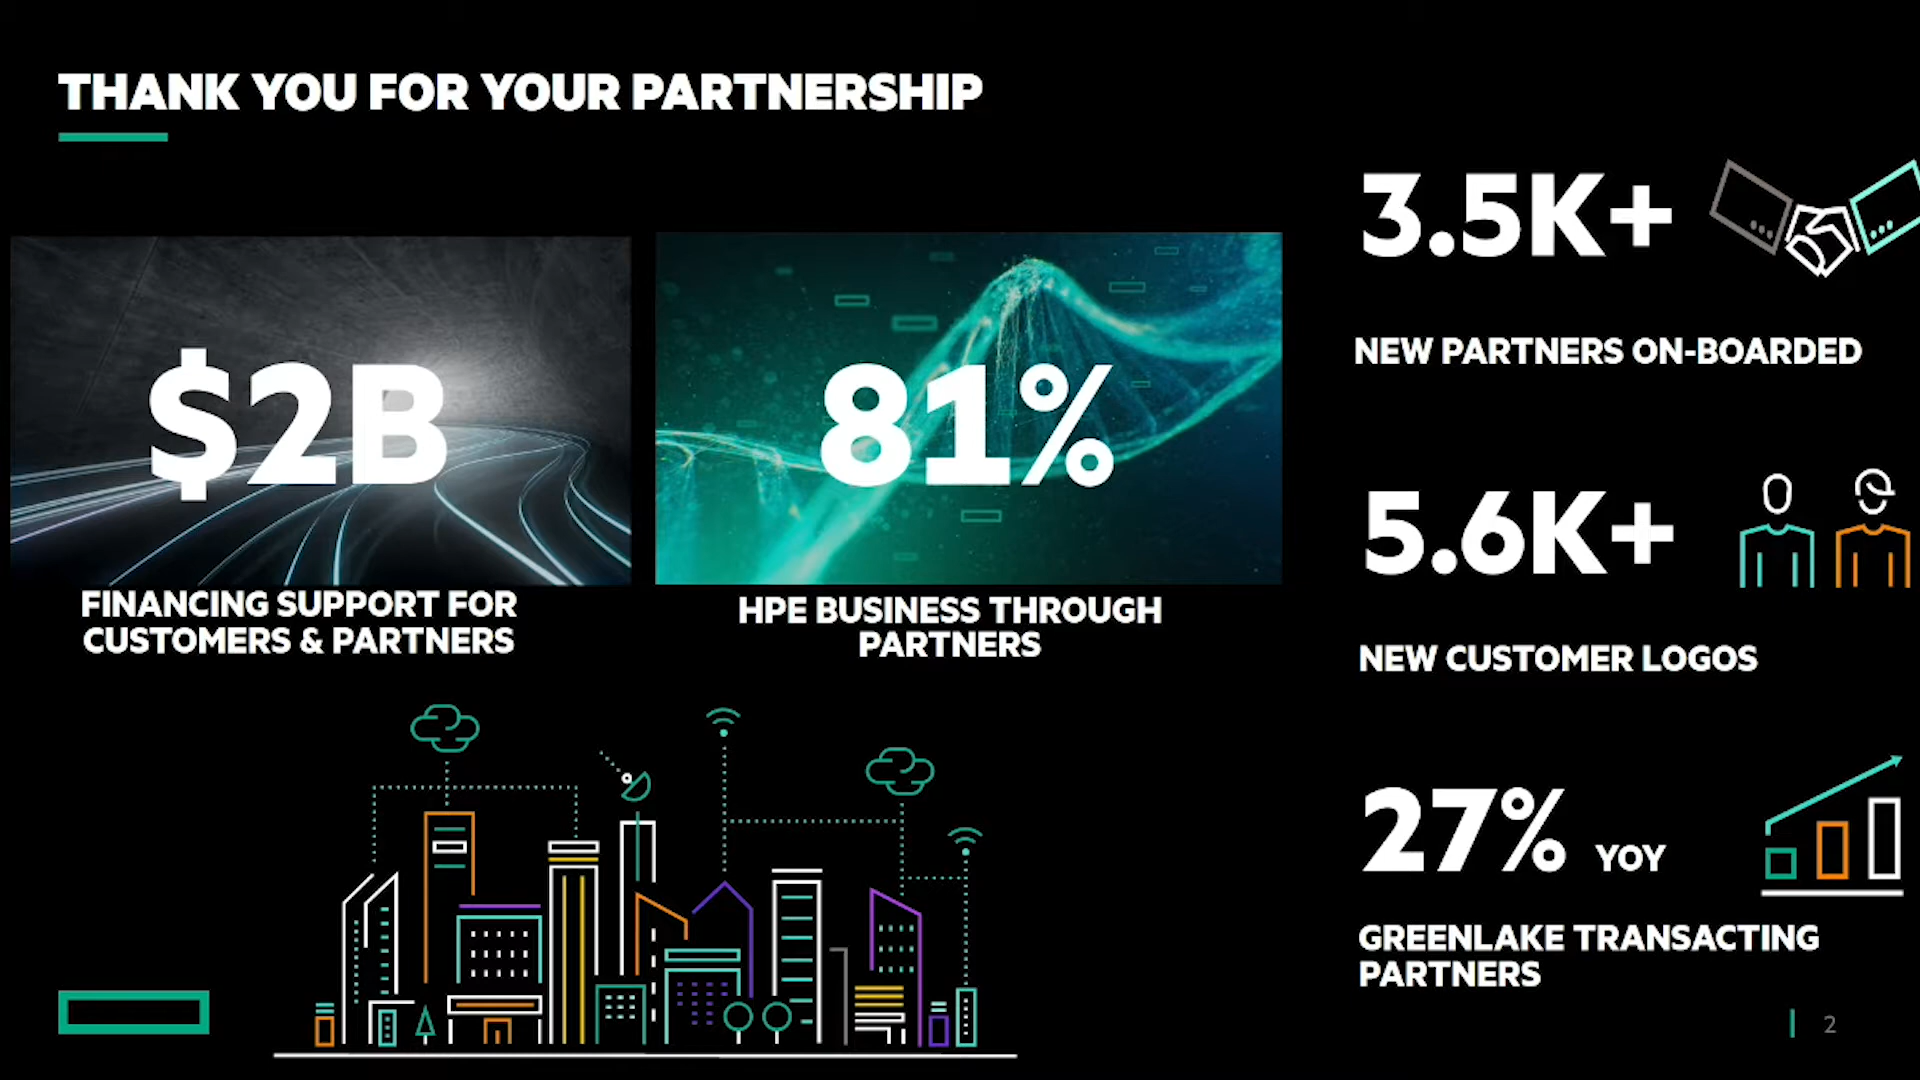 THANK YOU FOR YOUR PARTNERSHIP
$2B
FINANCING SUPPORT FOR
CUSTOMERS & PARTNERS
81%
HPE BUSINESS THROUGH
PARTNERS
3.5K+
NEW PARTNERS ON-BOARDED
5.6K+
NEW CUSTOMER LOGOS
27% YOY
GREENLAKE TRANSACTING
PARTNERS
2